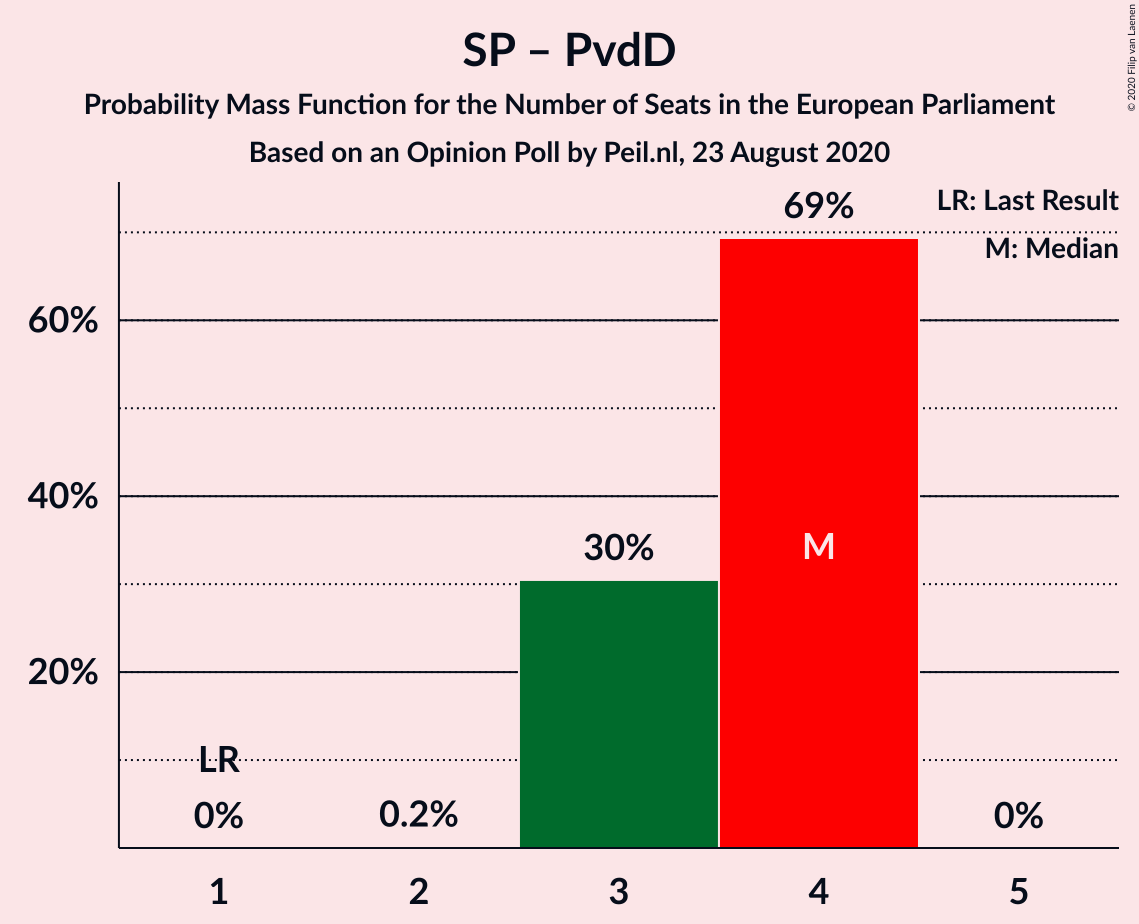 SP – PvdD
Probability Mass Function for the Number of Seats in the European Parliament
Based on an Opinion Poll by Peil.nl, 23 August 2020
© 2020 Filip van Laenen
LR: Last Result
M: Median
69%
60%
40%
30%
M
20%
LR
0%
0.2%
0%
1 2 3 4 5